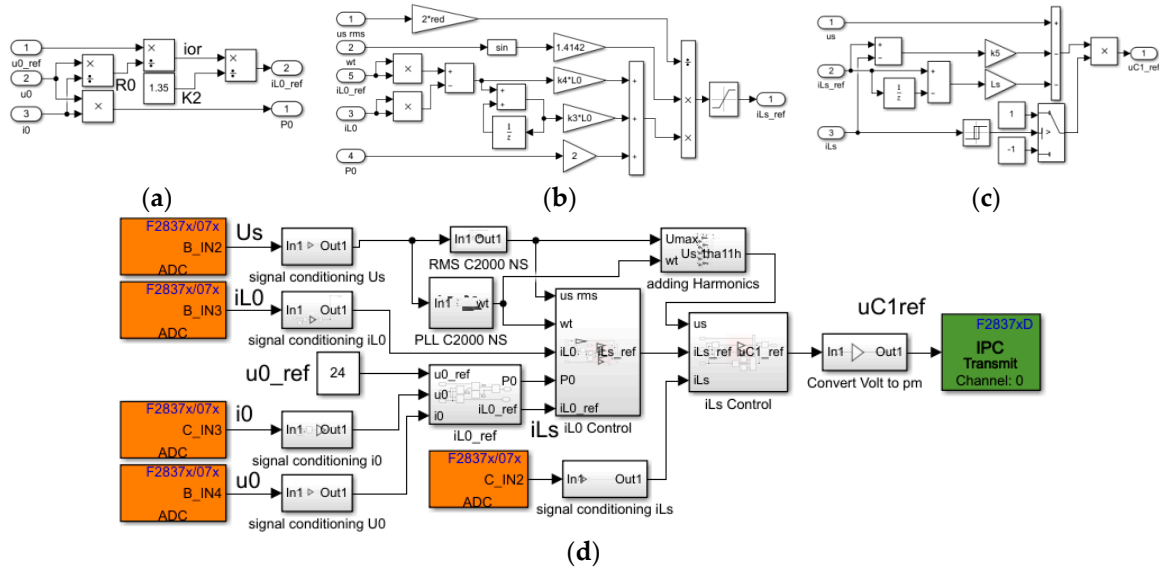 1
u0_ref
2
u0
3
i0
R0
ior
1.35
K2
2
iL0_ref
1
P0
(a)
1
us rms
2*red
2
wt
sin
1.4142
5
iL0_ref
3
iL0
k4*L0
k3*L0
1
z
4
P0
2
1
iLs_ref
(b)
1
us
2
iLs_ref
k5
1
z
Ls
3
iLs
1
>
-1
1
uC1_ref
(c)
F2837x/07x
B_IN2
ADC
Us
In1 Out1
signal conditioning Us
In1 Out1
RMS C2000 NS
Umax
Us_tha11h
wt
adding Harmonics
F2837x/07x
B_IN3
ADC
iL0
In1 Out1
signal conditioning iL0
In1 wt
PLL C2000 NS
us rms
wt
iL0
iLs_ref
P0
iL0_ref
iL0 Control
us
iLs_ref uC1_ref
iLs
iLs Control
uC1ref
In1 Out1
Convert Volt to pm
F2837xD
IPC
Transmit
Channel: 0
u0_ref
24
u0_ref
P0
u0
iL0_ref
i0
iL0_ref
iLs
F2837x/07x
C_IN3
ADC
i0
In1 Out1
signal conditioning i0
F2837x/07x
B_IN4
ADC
u0
In1 Out1
signal conditioning U0
F2837x/07x
C_IN2
ADC
In1 Out1
signal conditioning iLs
(d)